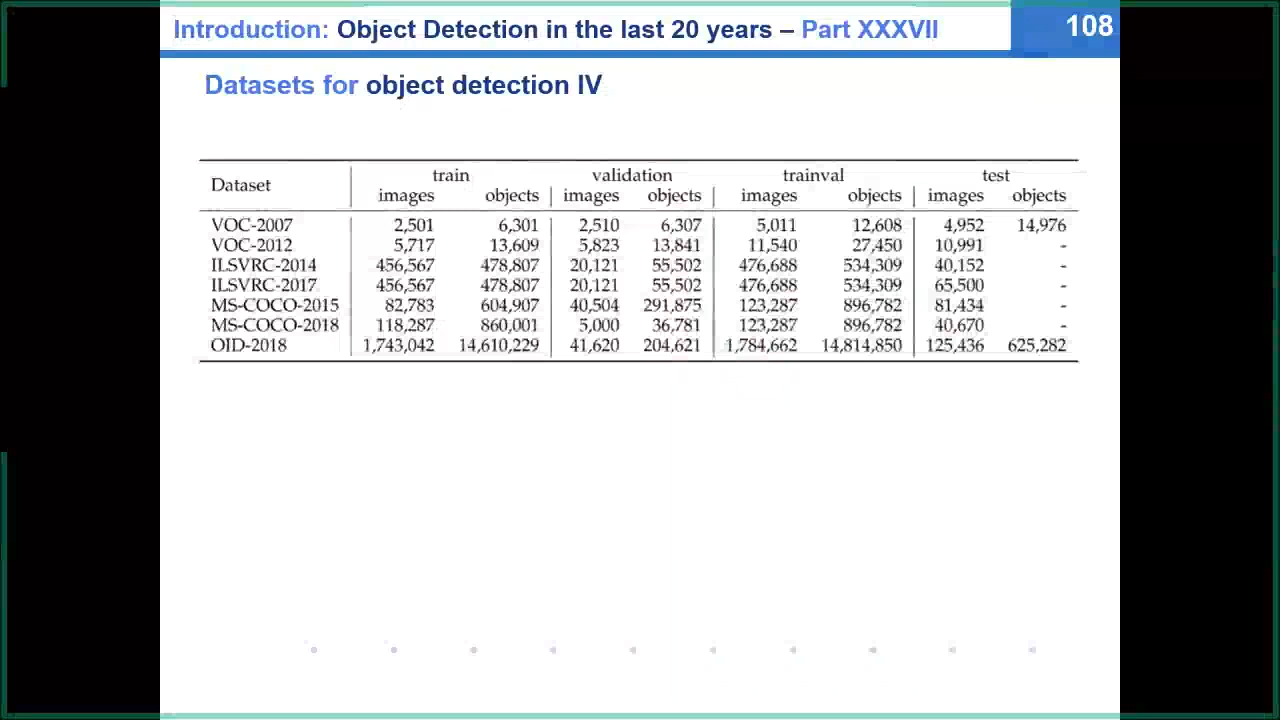 Introduction: Object Detection in the last 20 years – Part XXXVII
108
Datasets for object detection IV
Dataset train validation trainval test
images objects images objects images objects images objects
VOC-2007 2,501 6,301 2,510 6,307 5,011 12,608 4,952 14,976
VOC-2012 5,717 13,609 5,823 13,841 11,540 27,450 10,991 -
ILSVRC-2014 456,567 478,807 20,121 55,502 476,688 534,309 40,152 -
ILSVRC-2017 456,567 478,807 20,121 55,502 476,688 534,309 65,500 -
MS-COCO-2015 82,783 604,907 40,504 291,875 123,287 896,782 81,434 -
MS-COCO-2018 118,287 860,001 5,000 36,781 123,287 896,782 40,670 -
OID-2018 1,743,042 14,610,229 41,620 204,621 1,784,662 14,814,850 125,436 625,282